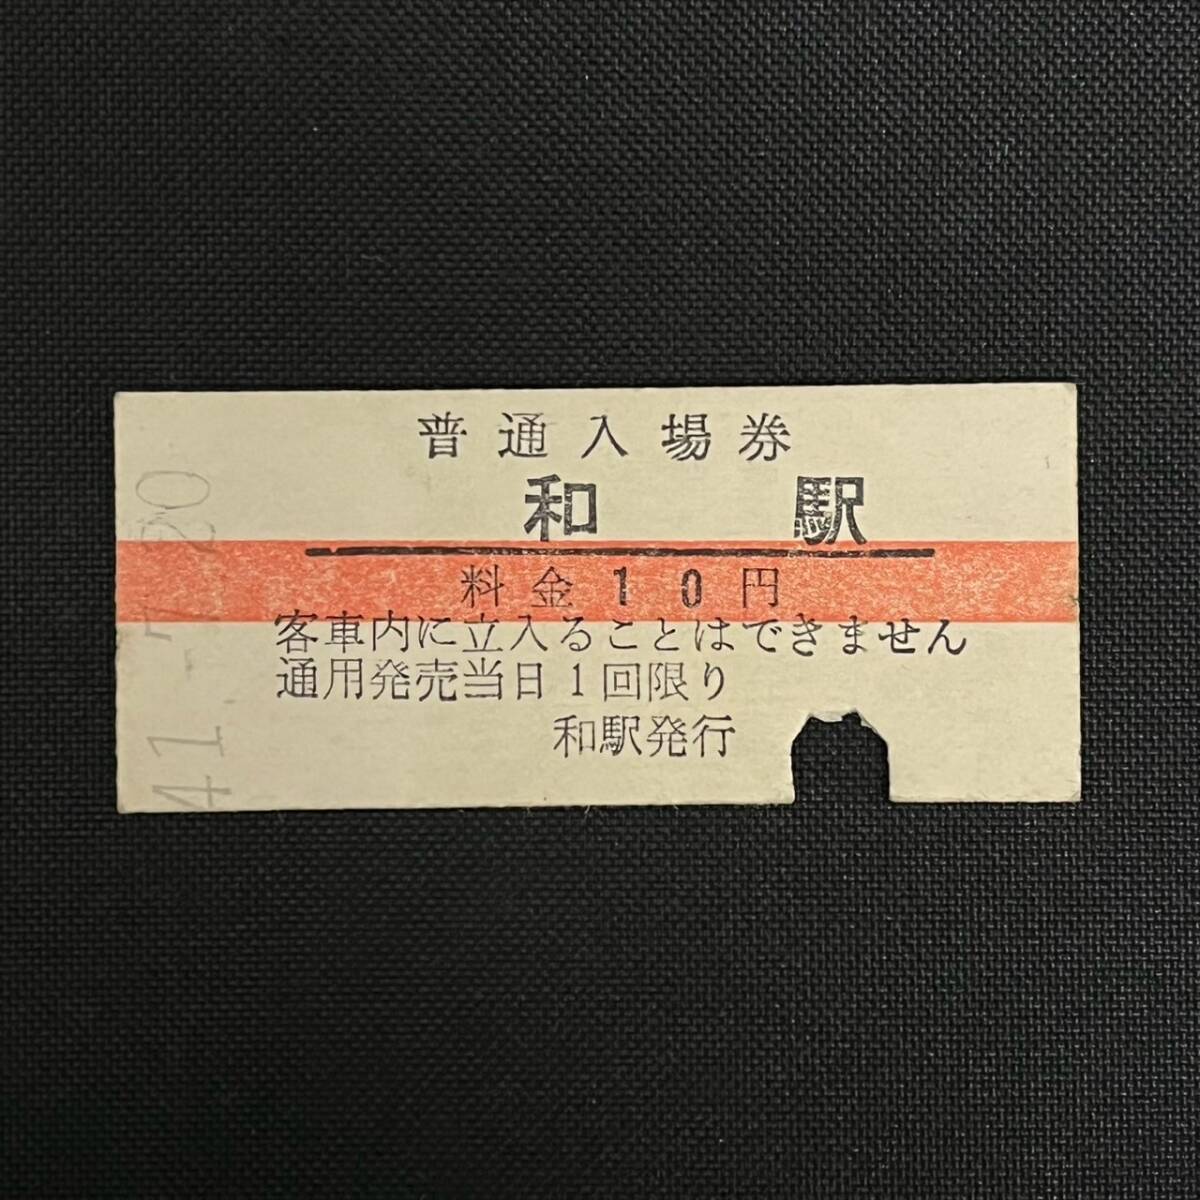 普通入場券
和 駅
料金10円
客車内に立入ることはできません
通用発売当日1回限り
和駅発行
41.-7.20